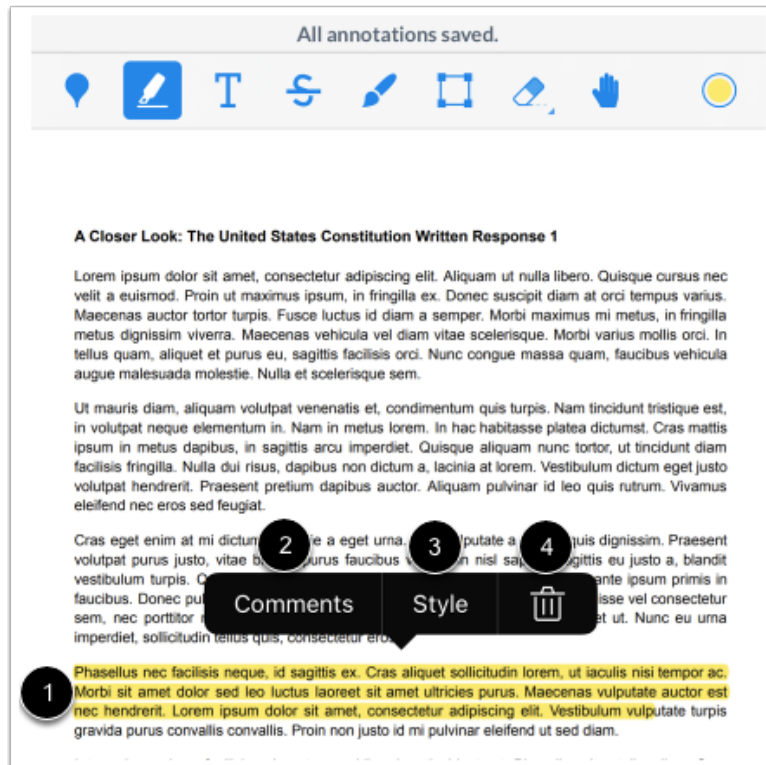 All annotations saved.
T S
A Closer Look: The United States Constitution Written Response 1
Lorem ipsum dolor sit amet, consectetur adipiscing elit. Aliquam ut nulla libero. Quisque cursus nec
velit a euismod. Proin ut maximus ipsum, in fringilla ex. Donec suscipit diam at orci tempus varius.
Maecenas auctor tortor turpis. Fusce luctus id diam a semper. Morbi maximus mi metus, in fringilla
metus dignissim viverra. Maecenas vehicula vel diam vitae scelerisque. Morbi varius mollis orci. In
tellus quam, aliquet et purus eu, sagittis facilisis orci. Nunc congue massa quam, faucibus vehicula
augue malesuada molestie. Nulla et scelerisque sem.
Ut mauris diam, aliquam volutpat venenatis et, condimentum quis turpis. Nam tincidunt tristique est,
in volutpat neque elementum in. Nam in metus lorem. In hac habitasse platea dictumst. Cras mattis
ipsum in metus dapibus, in sagittis arcu imperdiet. Quisque aliquam nunc tortor, ut tincidunt diam
facilisis fringilla. Nulla dui risus, dapibus non dictum a, lacinia at lorem. Vestibulum dictum eget justo
volutpat hendrerit. Praesent pretium dapibus auctor. Aliquam pulvinar id leo quis rutrum. Vivamus
eleifend nec eros sed feugiat.
Cras eget enim at mi dictum 2 a eget urna. 3 a 4 quis dignissim. Praesent
volutpat purus justo, vitae purus faucibus nisl eu justo a, blandit
vestibulum turpis. ante ipsum primis in
faucibus. Donec vel consectetur
Comments Style
sem, nec porttitor ut. Nunc eu urna
imperdiet, sollicitudin tellus quis, consectetur
Phasellus nec facilisis neque, id sagittis ex. Cras aliquet sollicitudin lorem, ut iaculis nisi tempor ac.
1 Morbi sit amet dolor sed leo luctus laoreet sit amet ultricies purus. Maecenas vulputate auctor est
nec hendrerit. Lorem ipsum dolor sit amet, consectetur adipiscing elit. Vestibulum vulputate turpis
gravida purus convallis convallis. Proin non justo id mi pulvinar eleifend ut sed diam.